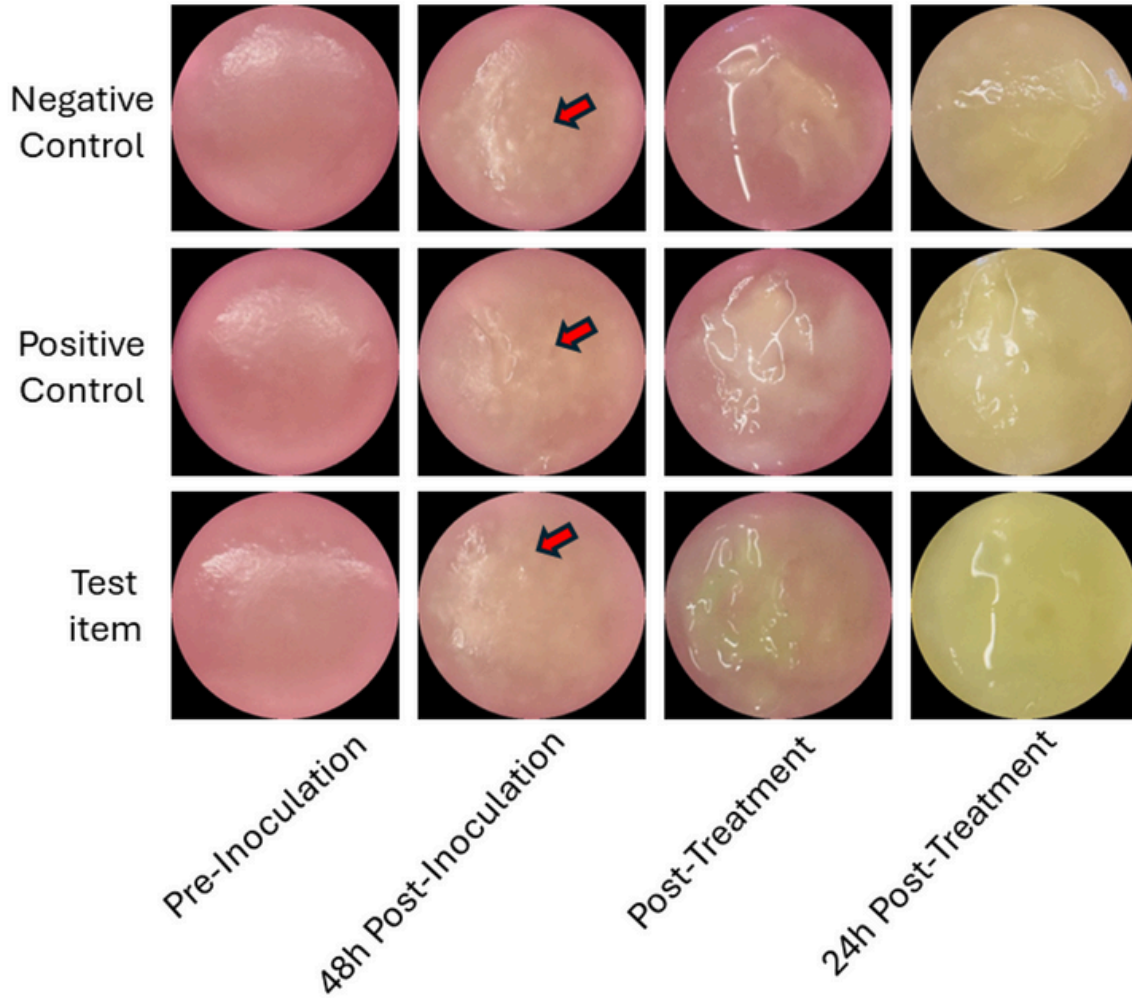 Negative
Control
Positive
Control
Test
item
Pre-Inoculation
48h Post-Inoculation
Post-Treatment
24h Post-Treatment